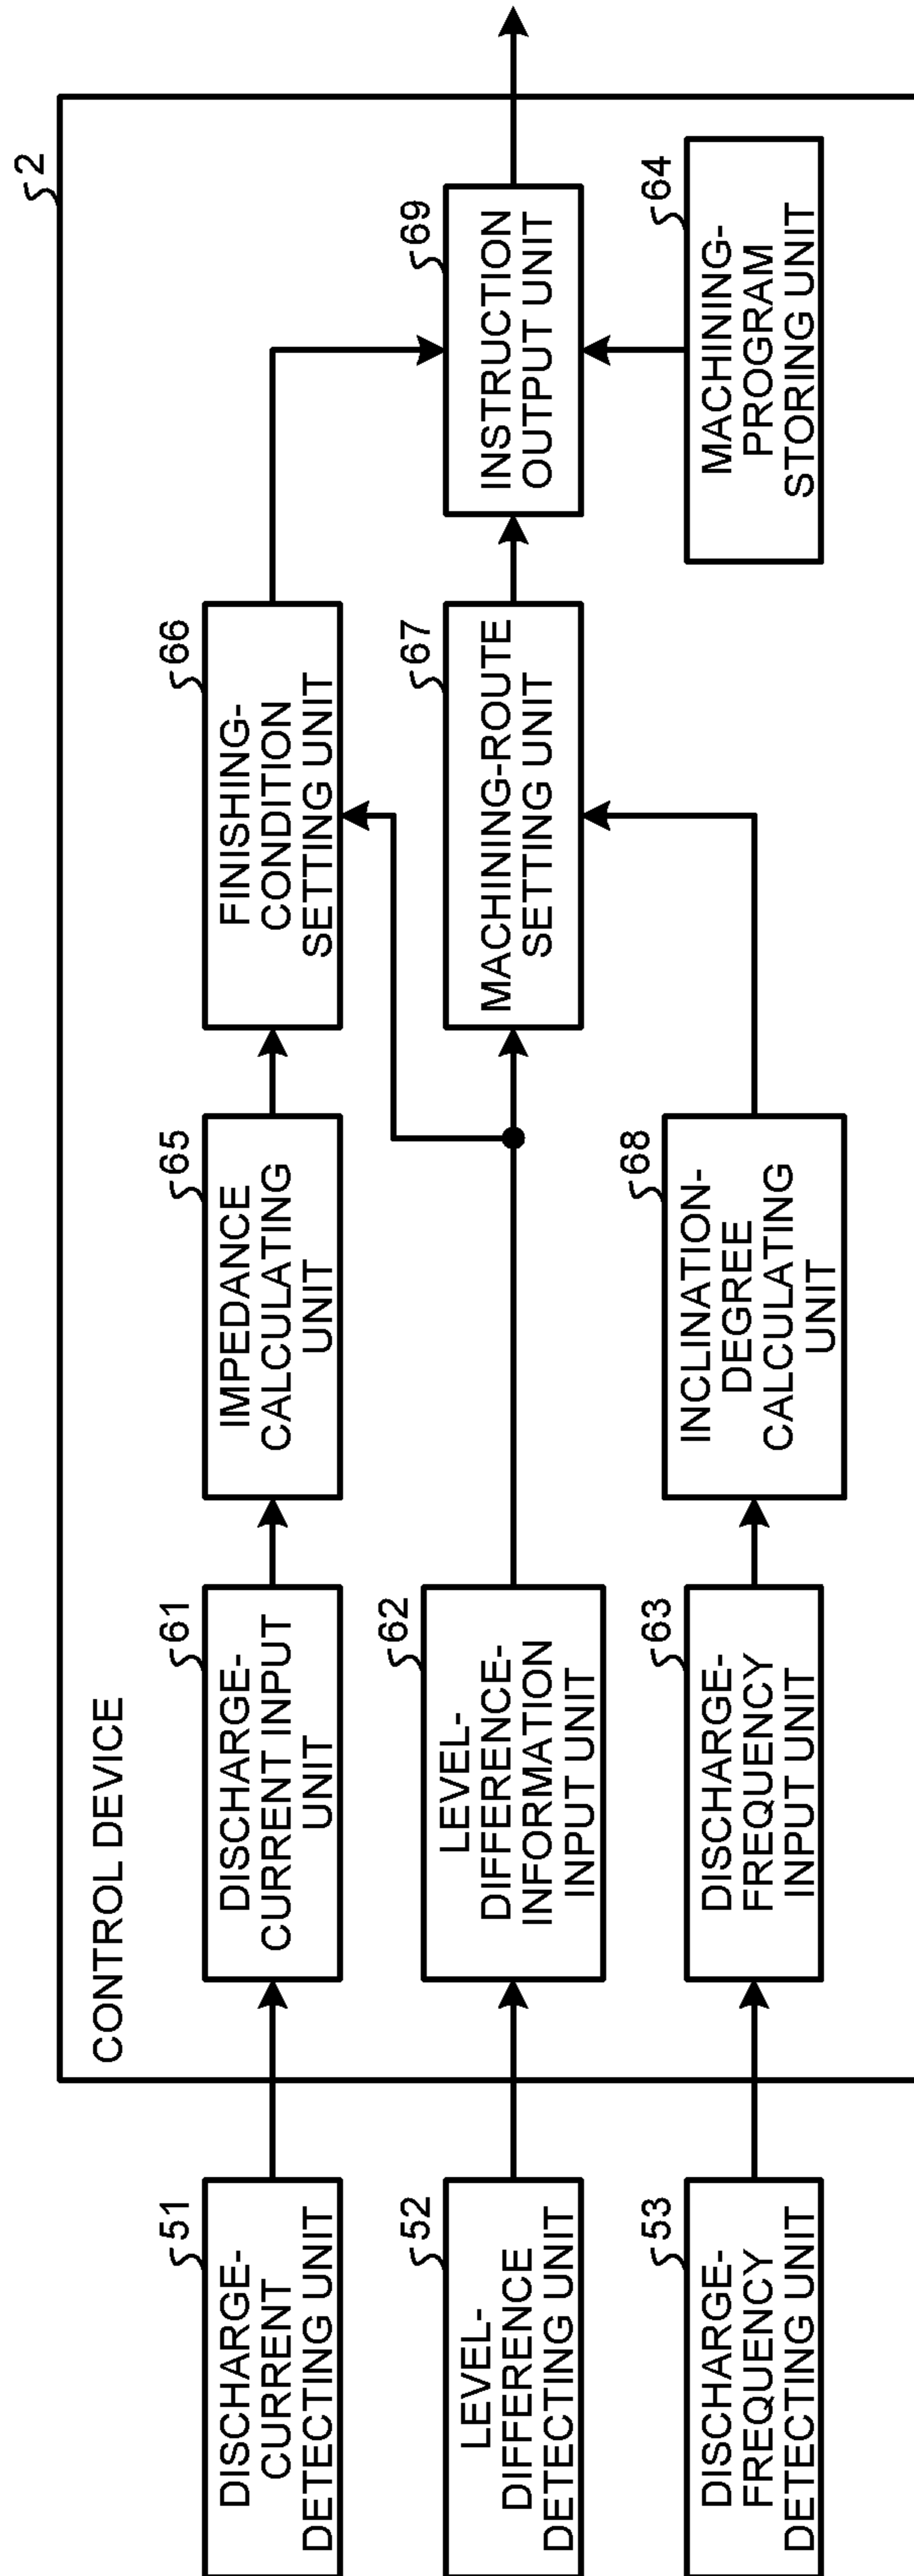 CONTROL DEVICE
2
DISCHARGE-
CURRENT
DETECTING UNIT
51
DISCHARGE-
CURRENT INPUT
UNIT
61
IMPEDANCE
CALCULATING
UNIT
65
FINISHING-
CONDITION
SETTING UNIT
66
LEVEL-
DIFFERENCE
DETECTING UNIT
52
LEVEL-
DIFFERENCE-
INFORMATION
INPUT UNIT
62
MACHINING-ROUTE
SETTING UNIT
67
INSTRUCTION
OUTPUT UNIT
69
DISCHARGE-
FREQUENCY
DETECTING UNIT
53
DISCHARGE-
FREQUENCY
INPUT UNIT
63
INCLINATION-
DEGREE
CALCULATING
UNIT
68
MACHINING-
PROGRAM
STORING UNIT
64